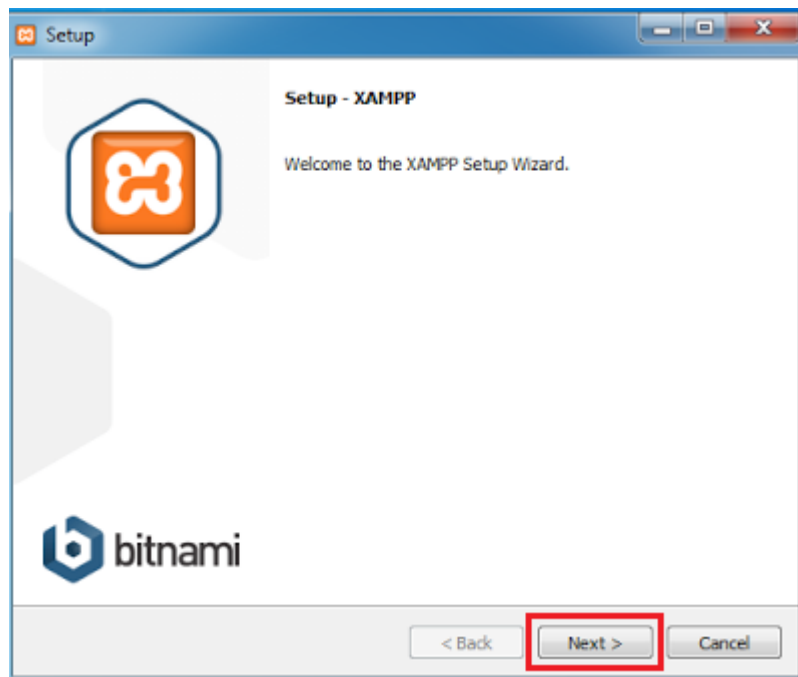 Setup
Setup - XAMPP
Welcome to the XAMPP Setup Wizard.
bitnami
< Back Next > Cancel